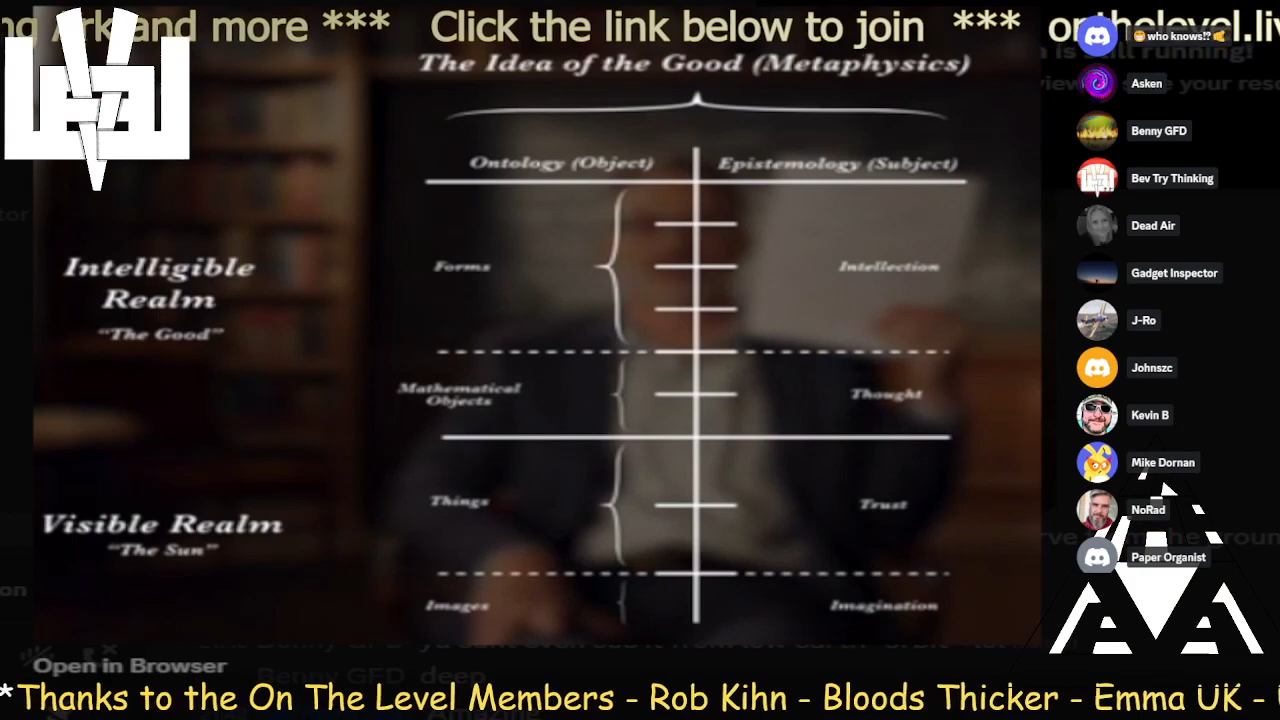 ng Ark and more *** Click the link below to join *** onthelevel.liv
The Idea of the Good (Metaphysics)
Ontology (Object) Epistemology (Subject)
Intelligible
Realm
"The Good"
Forms Intellection
Mathematical
Objects
Thought
Visible Realm
"The Sun"
Things Trust
Images Imagination
who knows!?
Asken
Benny GFD
Bev Try Thinking
Dead Air
Gadget Inspector
J-Ro
Johnszc
Kevin B
Mike Dornan
NoRad
Paper Organist
Open in Browser
Benny GFD deep
*Thanks to the On The Level Members - Rob Kihn - Bloods Thicker - Emma UK -